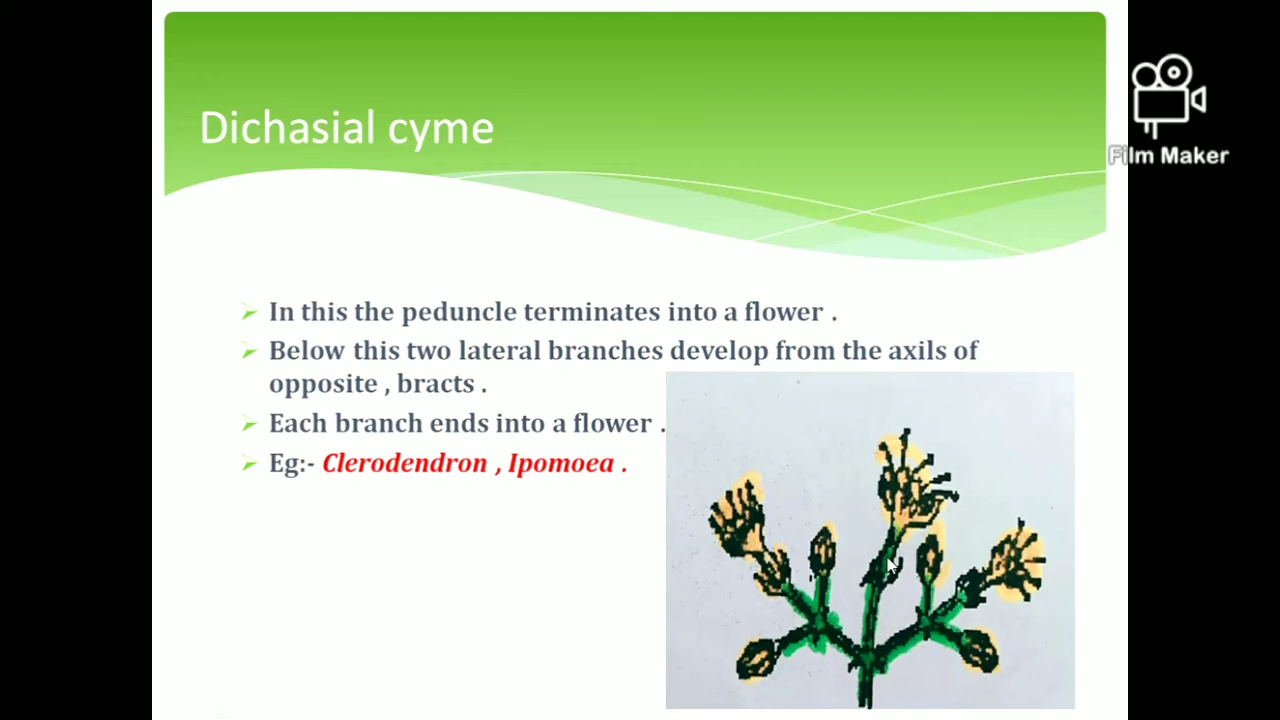 Dichasial cyme
Film Maker
In this the peduncle terminates into a flower .
Below this two lateral branches develop from the axils of
opposite , bracts .
Each branch ends into a flower .
Eg:- Clerodendron , Ipomoea .